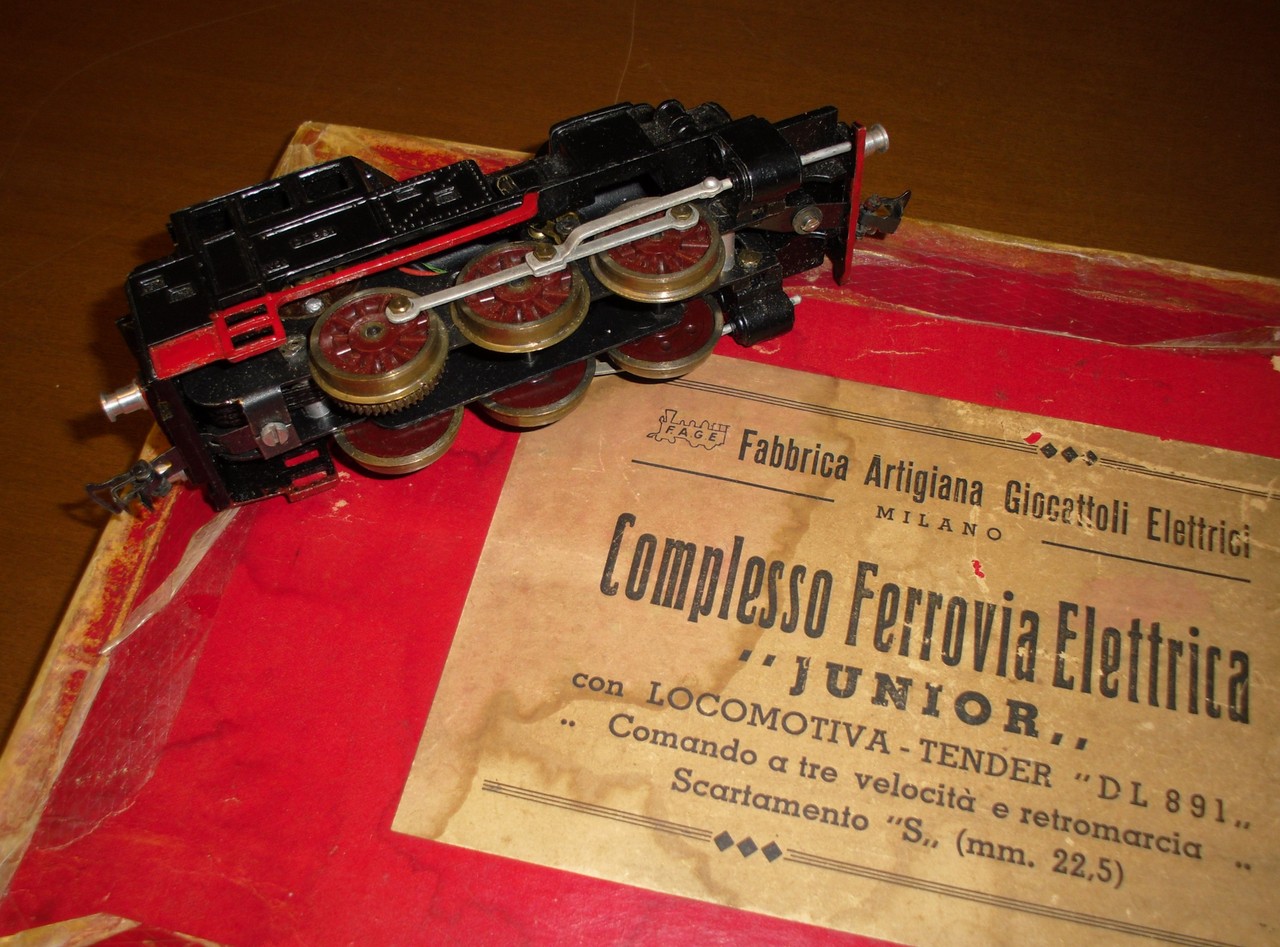 FAGE
Fabbrica Artigiana Giocattoli Elettrici
MILANO
Complesso Ferrovia Elettrica
"JUNIOR„
con LOCOMOTIVA - TENDER "DL 891„
" Comando a tre velocità e retromarcia "
Scartamento "S„ (mm. 22,5)